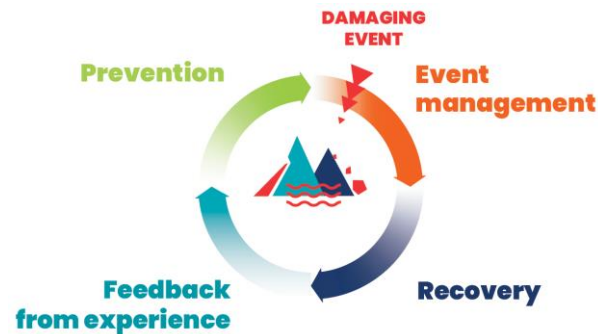 DAMAGING
EVENT
Prevention
Event
management
Feedback
from experience
Recovery